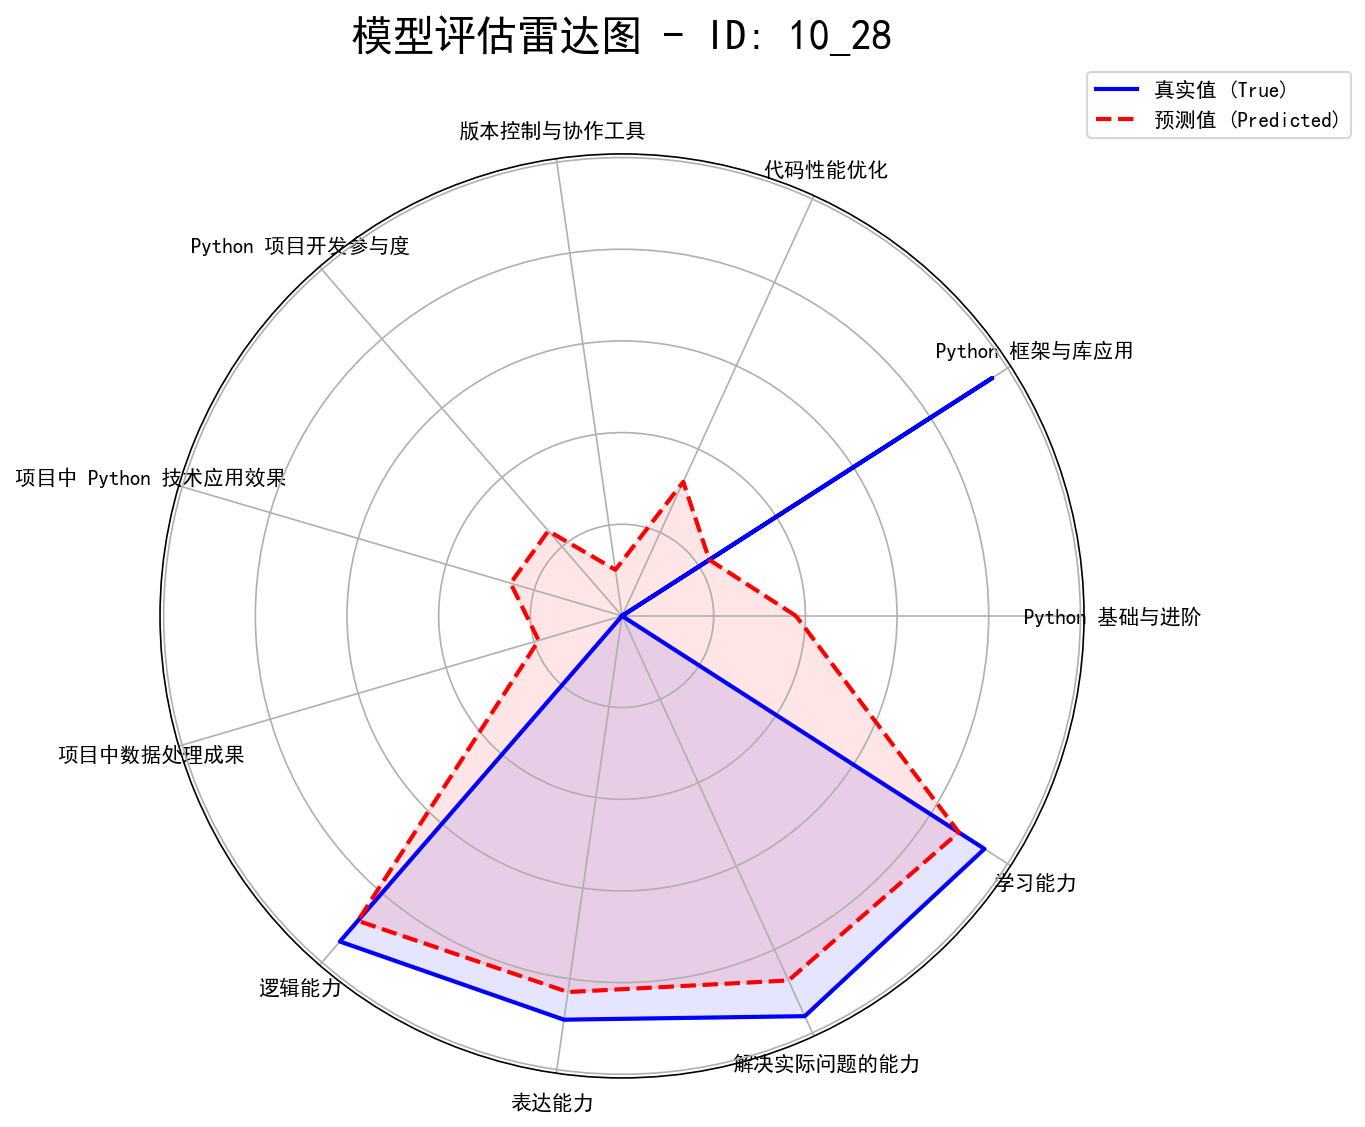 模型评估雷达图 - ID: 10_28
真实值 (True)
预测值 (Predicted)
版本控制与协作工具
代码性能优化
Python 项目开发参与度
Python 框架与库应用
项目中 Python 技术应用效果
Python 基础与进阶
项目中数据处理成果
学习能力
逻辑能力
解决实际问题的能力
表达能力